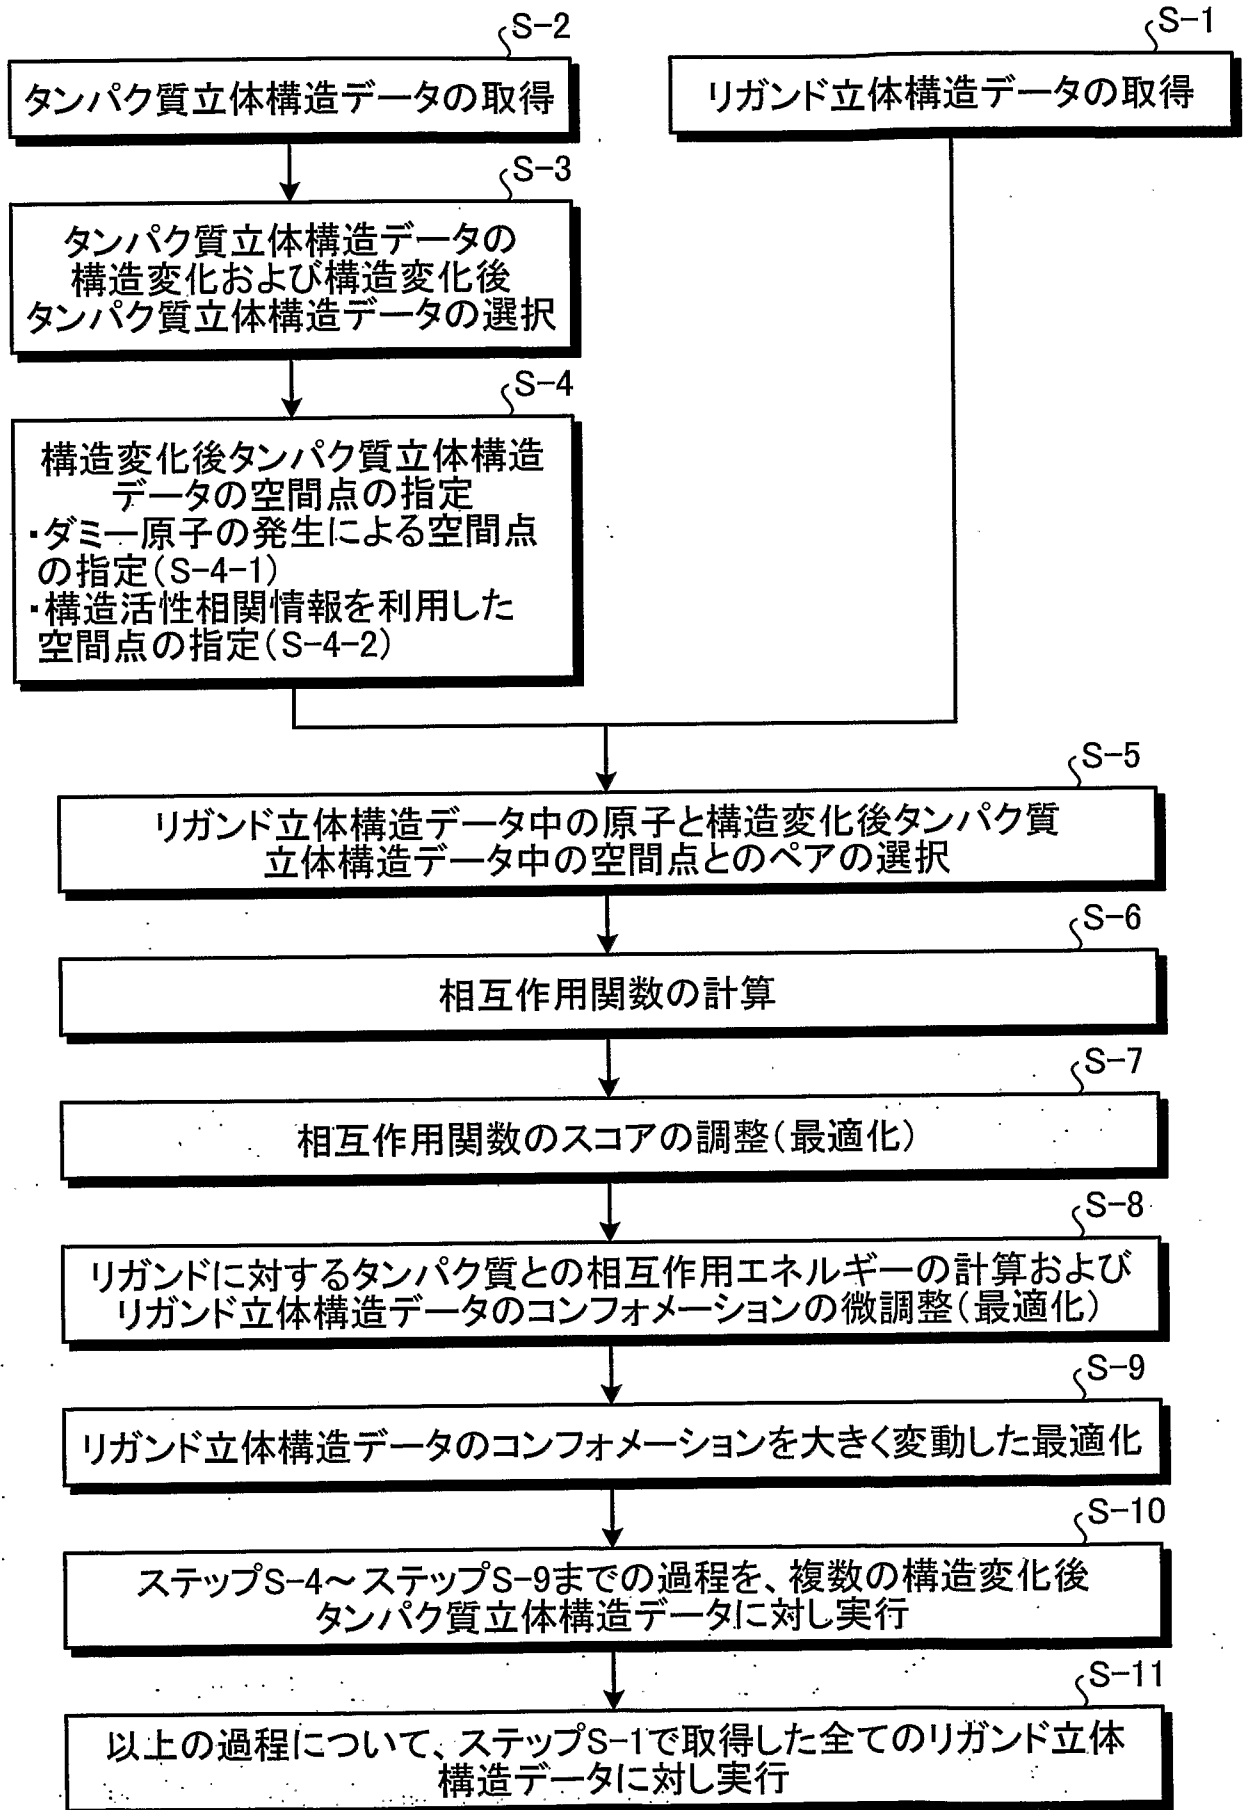 S-2
タンパク質立体構造データの取得
S-1
リガンド立体構造データの取得
S-3
タンパク質立体構造データの
構造変化および構造変化後
タンパク質立体構造データの選択
S-4
構造変化後タンパク質立体構造
データの空間点の指定
・ダミー原子の発生による空間点
の指定(S-4-1)
・構造活性相関情報を利用した
空間点の指定(S-4-2)
S-5
リガンド立体構造データ中の原子と構造変化後タンパク質
立体構造データ中の空間点とのペアの選択
S-6
相互作用関数の計算
S-7
相互作用関数のスコアの調整(最適化)
S-8
リガンドに対するタンパク質との相互作用エネルギーの計算および
リガンド立体構造データのコンフォメーションの微調整(最適化)
S-9
リガンド立体構造データのコンフォメーションを大きく変動した最適化
S-10
ステップS-4～ステップS-9までの過程を、複数の構造変化後
タンパク質立体構造データに対し実行
S-11
以上の過程について、ステップS-1で取得した全てのリガンド立体
構造データに対し実行